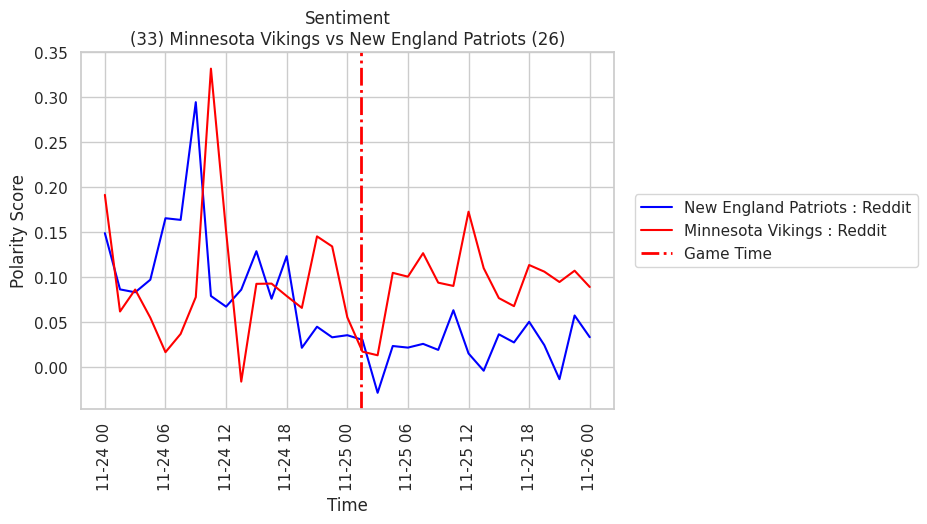 Sentiment
(33) Minnesota Vikings vs New England Patriots (26)
0.35
0.30
0.25
0.20
0.15
0.10
0.05
0.00
Polarity Score
11-24 00
11-24 06
11-24 12
11-24 18
11-25 00
11-25 06
11-25 12
11-25 18
11-26 00
Time
New England Patriots : Reddit
Minnesota Vikings : Reddit
Game Time